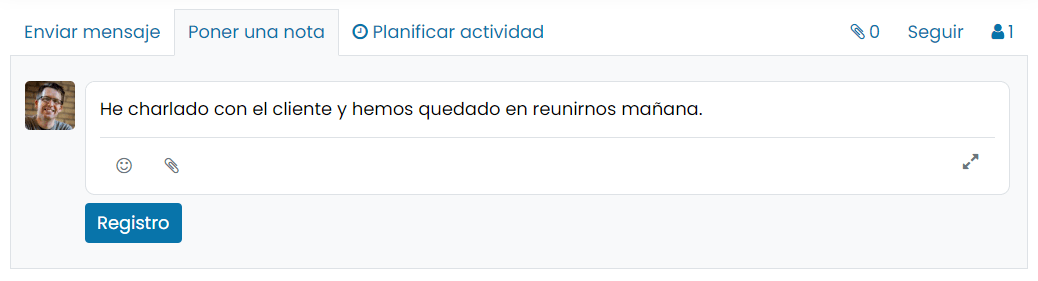 Enviar mensaje Poner una nota Planificar actividad 0 Seguir 1
He charlado con el cliente y hemos quedado en reunirnos mañana.
Registro